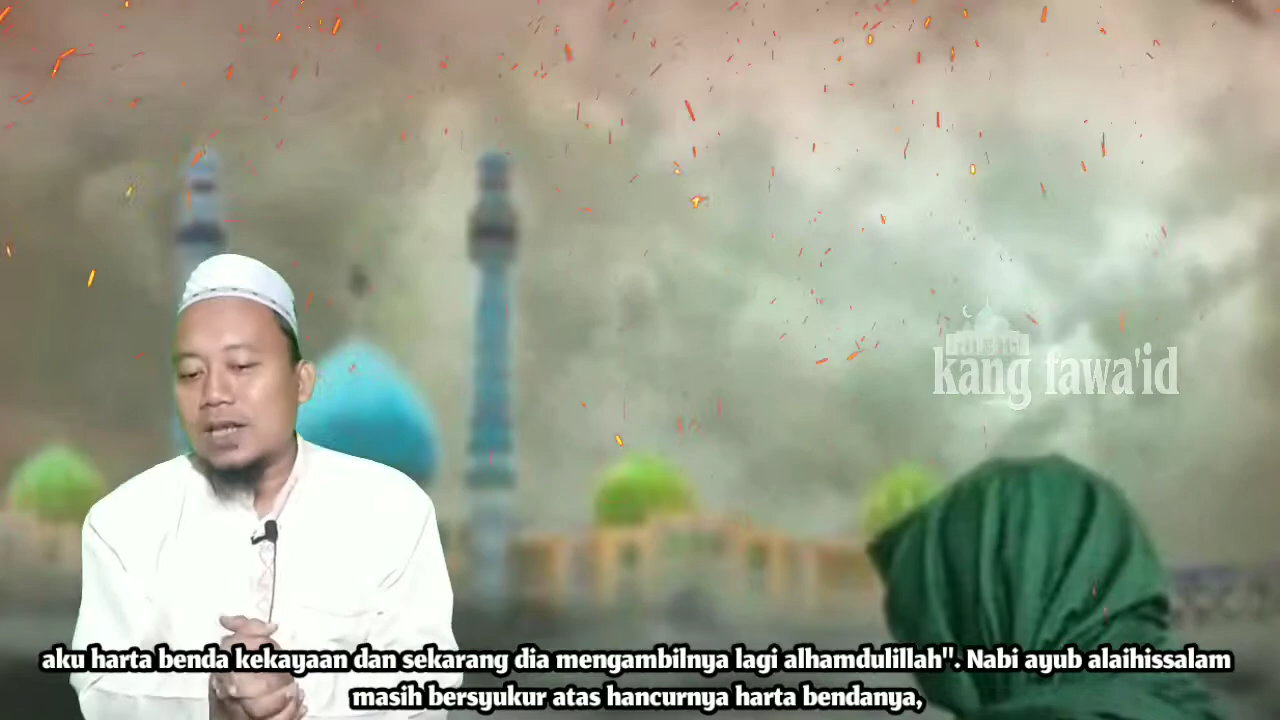 kang fawa'id
aku harta benda kekayaan dan sekarang dia mengambilnya lagi alhamdulillah". Nabi ayub alaihissalam
masih bersyukur atas hancurnya harta bendanya,